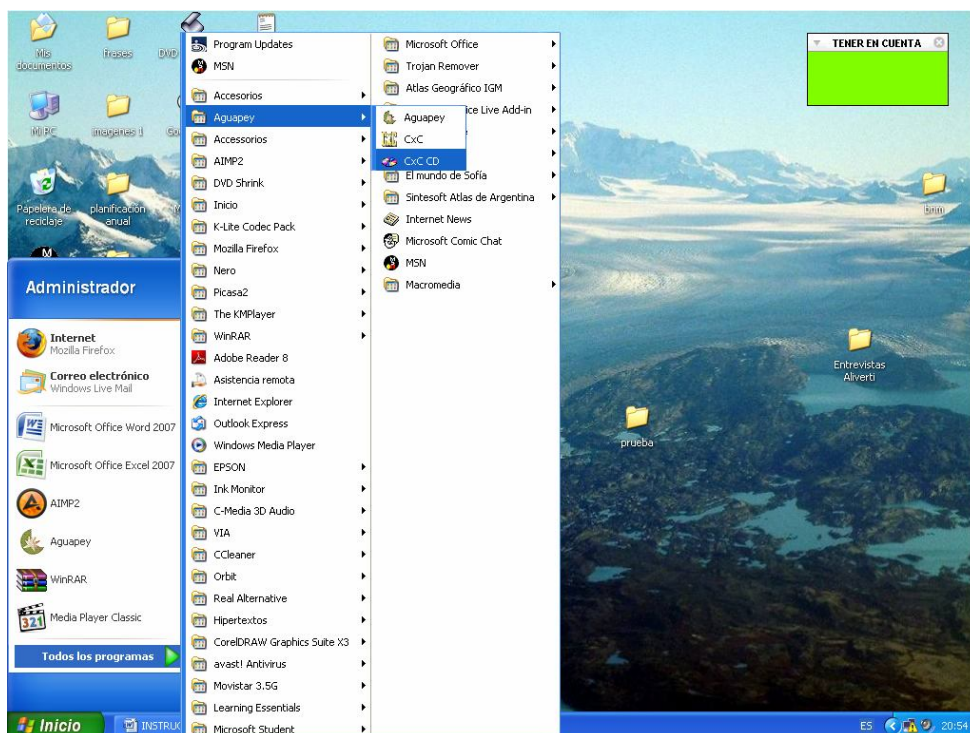 Mis documentos
frases
DVD
Mi PC
imagenes 1
Papelera de reciclaje
planificación anual
Administrador
Internet
Mozilla Firefox
Correo electrónico
Windows Live Mail
Microsoft Office Word 2007
Microsoft Office Excel 2007
AIMP2
Aguapey
WinRAR
Media Player Classic
Todos los programas
Inicio
INSTRUC
Program Updates
MSN
Accesorios
Aguapey
Accessorios
AIMP2
DVD Shrink
Inicio
K-Lite Codec Pack
Mozilla Firefox
Nero
Picasa2
The KMPlayer
WinRAR
Adobe Reader 8
Asistencia remota
Internet Explorer
Outlook Express
Windows Media Player
EPSON
Ink Monitor
C-Media 3D Audio
VIA
CCleaner
Orbit
Real Alternative
Hipertextos
CorelDRAW Graphics Suite X3
avast! Antivirus
Movistar 3.5G
Learning Essentials
Microsoft Student
Microsoft Office
Trojan Remover
Atlas Geográfico IGM
ice Live Add-in
Aguapey
CxC
CxC CD
El mundo de Sofía
Sintesoft Atlas de Argentina
Internet News
Microsoft Comic Chat
MSN
Macromedia
TENER EN CUENTA
brim
Entrevistas
Aliverti
prueba
ES
20:54